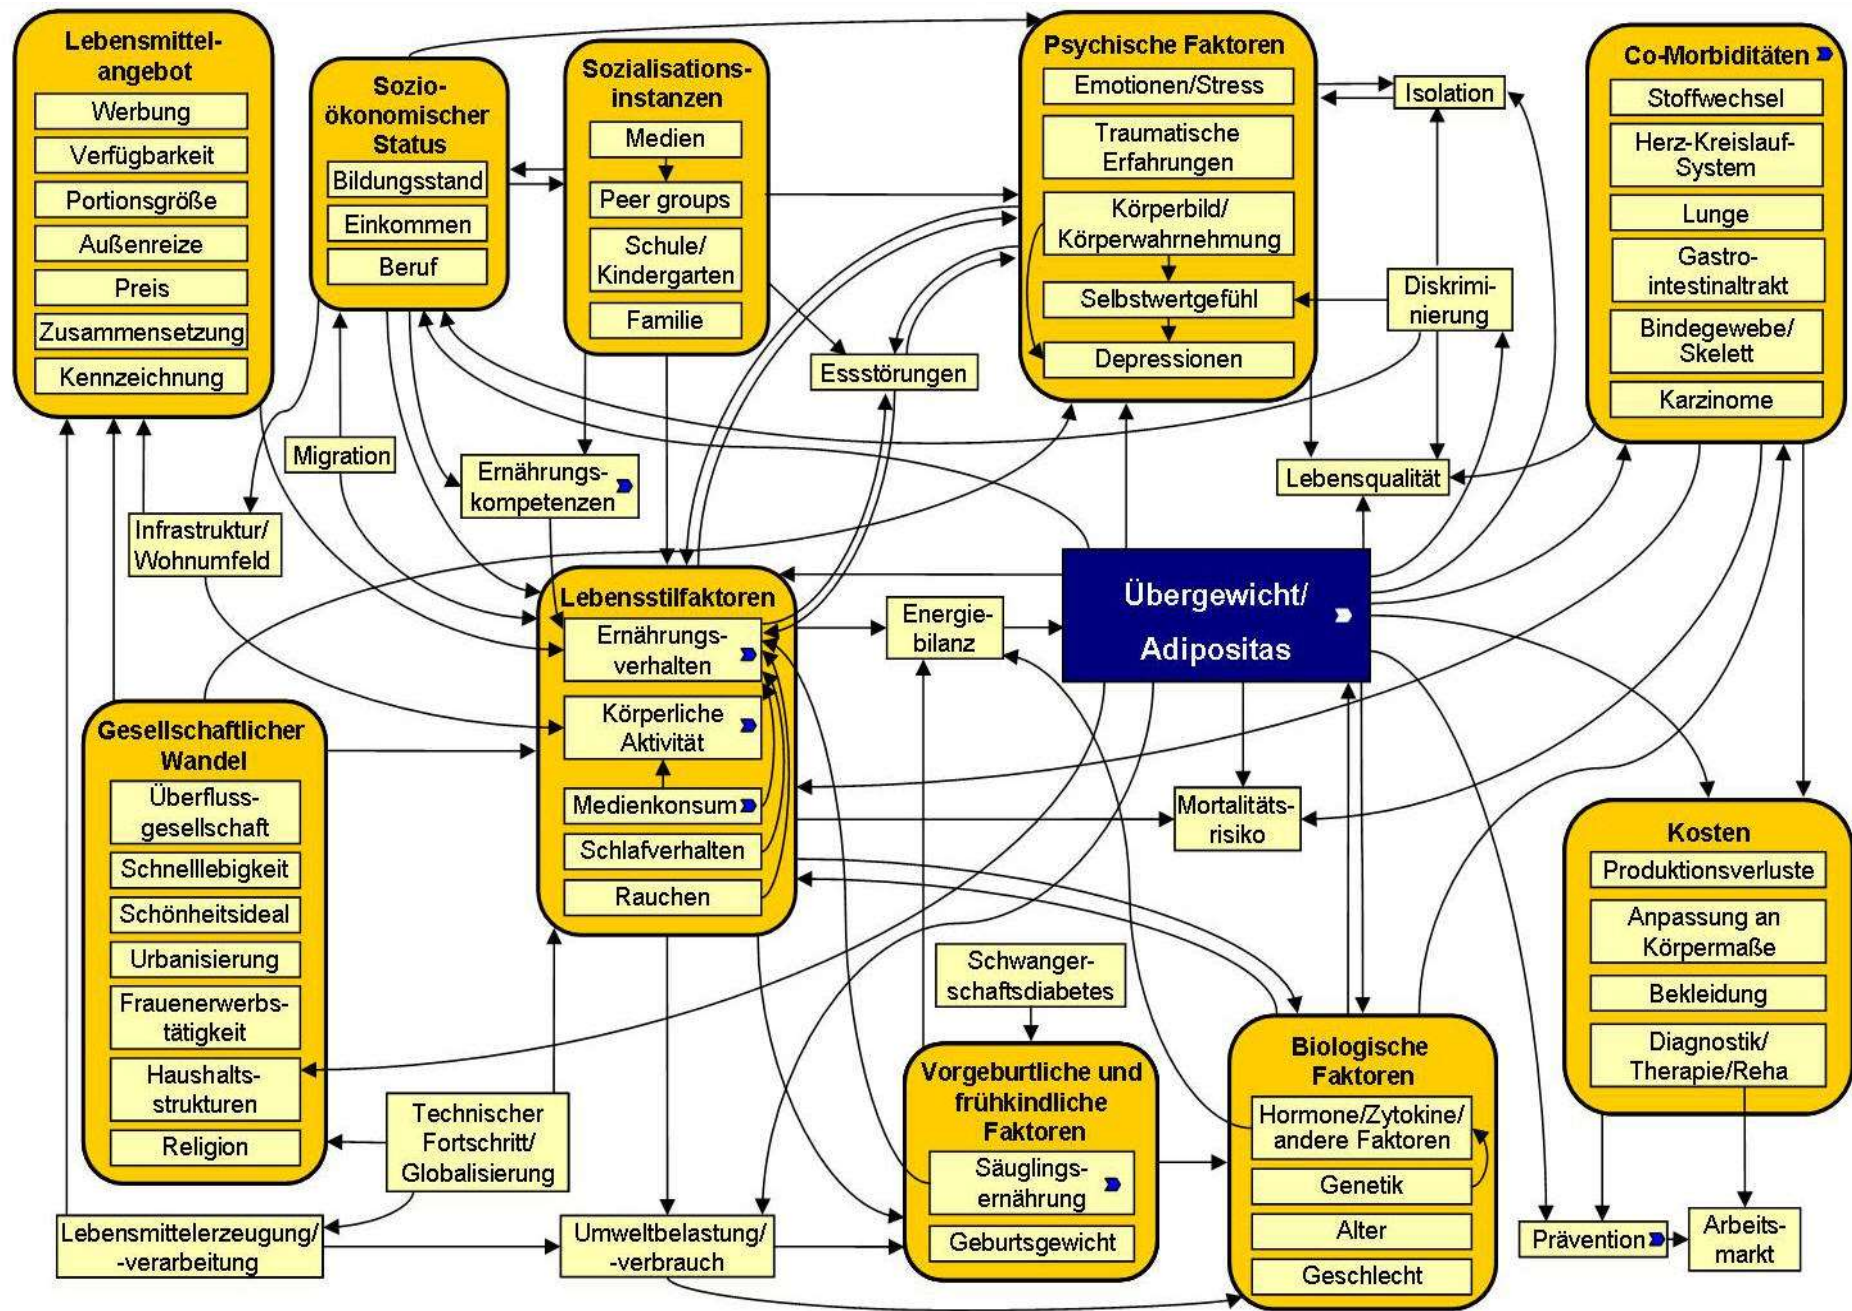 Lebensmittel-
angebot
Werbung
Verfügbarkeit
Portionsgröße
Außenreize
Preis
Zusammensetzung
Kennzeichnung
Sozio-
ökonomischer
Status
Bildungsstand
Einkommen
Beruf
Sozialisations-
instanzen
Medien
Peer groups
Schule/
Kindergarten
Familie
Psychische Faktoren
Emotionen/Stress
Traumatische
Erfahrungen
Körperbild/
Körperwahrnehmung
Selbstwertgefühl
Depressionen
Isolation
Diskrimi-
nierung
Co-Morbiditäten
Stoffwechsel
Herz-Kreislauf-
System
Lunge
Gastro-
intestinaltrakt
Bindegewebe/
Skelett
Karzinome
Essstörungen
Migration
Ernährungs-
kompetenzen
Lebensqualität
Infrastruktur/
Wohnumfeld
Lebensstilfaktoren
Ernährungs-
verhalten
Körperliche
Aktivität
Medienkonsum
Schlafverhalten
Rauchen
Energie-
bilanz
Übergewicht/
Adipositas
Gesellschaftlicher
Wandel
Überfluss-
gesellschaft
Schnelllebigkeit
Schönheitsideal
Urbanisierung
Frauenerwerbs-
tätigkeit
Haushalts-
strukturen
Religion
Mortalitäts-
risiko
Kosten
Produktionsverluste
Anpassung an
Körpermaße
Bekleidung
Diagnostik/
Therapie/Reha
Schwanger-
schaftsdiabetes
Technischer
Fortschritt/
Globalisierung
Vorgeburtliche und
frühkindliche
Faktoren
Säuglings-
ernährung
Geburtsgewicht
Biologische
Faktoren
Hormone/Zytokine/
andere Faktoren
Genetik
Alter
Geschlecht
Lebensmittelerzeugung/
-verarbeitung
Umweltbelastung/
-verbrauch
Prävention
Arbeits-
markt